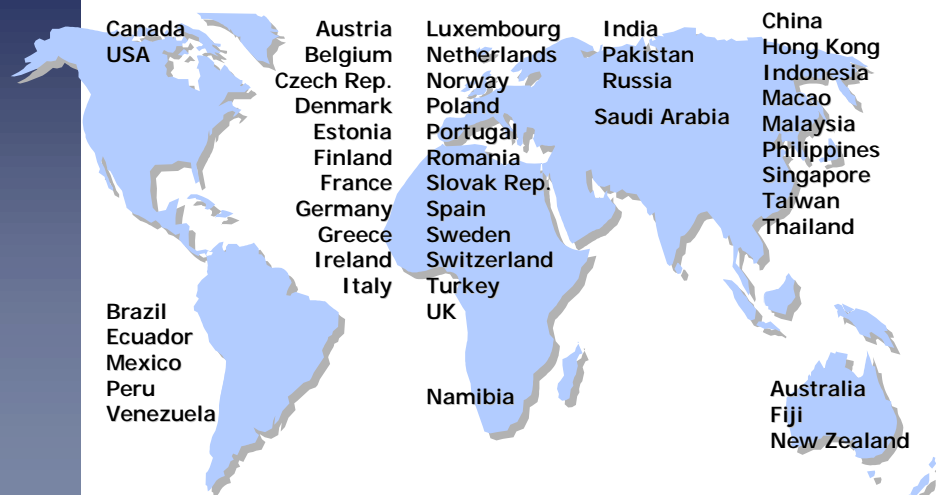 Canada
USA
Austria
Belgium
Czech Rep.
Denmark
Estonia
Finland
France
Germany
Greece
Ireland
Italy
Luxembourg
Netherlands
Norway
Poland
Portugal
Romania
Slovak Rep.
Spain
Sweden
Switzerland
Turkey
UK
India
Pakistan
Russia
Saudi Arabia
China
Hong Kong
Indonesia
Macao
Malaysia
Philippines
Singapore
Taiwan
Thailand
Brazil
Ecuador
Mexico
Peru
Venezuela
Namibia
Australia
Fiji
New Zealand